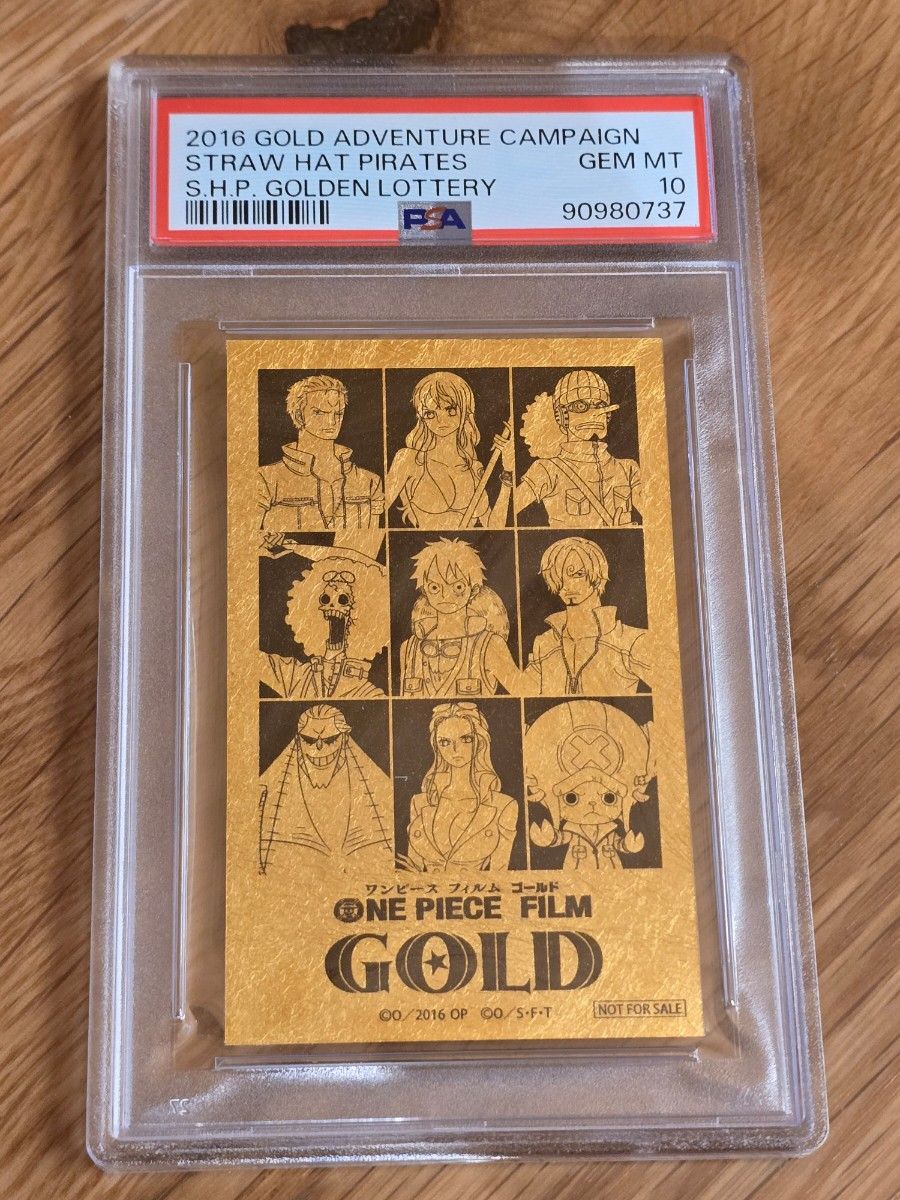 2016 GOLD ADVENTURE CAMPAIGN
STRAW HAT PIRATES GEM MT
S.H.P. GOLDEN LOTTERY 10
PSA 90980737
ワンピース フィルム ゴールド
ONE PIECE FILM
GOLD
©O/2016 OP ©O/S・F・T NOT FOR SALE